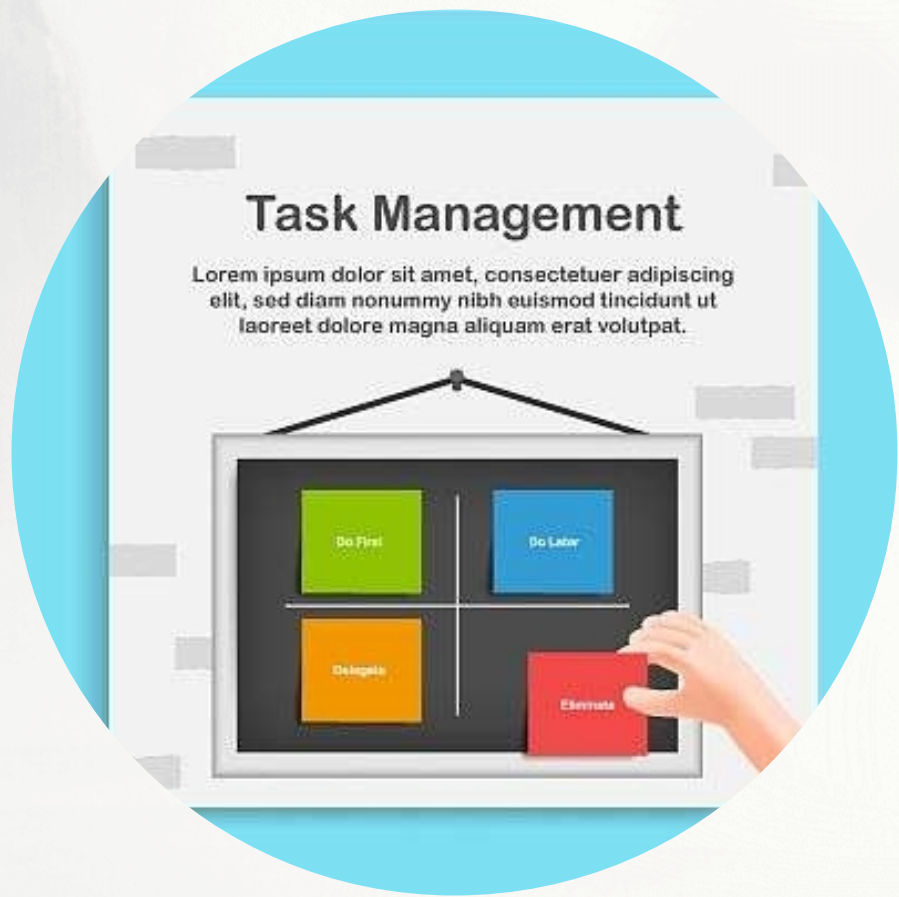 Task Management
Lorem ipsum dolor sit amet, consectetuer adipiscing
elit, sed diam nonummy nibh euismod tincidunt ut
laoreet dolore magna aliquam erat volutpat.
Do First
Do Later
Delegate
Eliminate